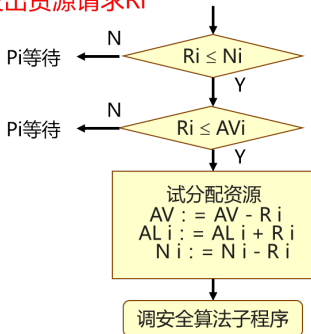 出资源请求Ri
N
Ri ≤ Ni
Pi等待
Y
N
Ri ≤ AVi
Pi等待
Y
试分配资源
AV : = AV - R i
AL i : = AL i + R i
N i : = N i - R i
调安全算法子程序